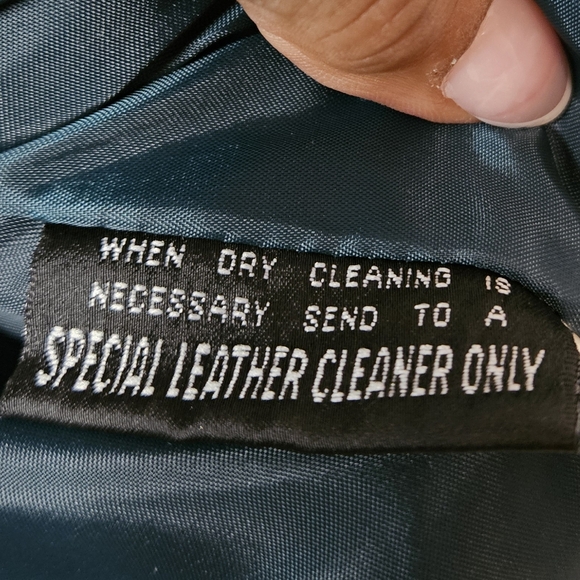 WHEN DRY CLEANING IS
NECESSARY SEND TO A
SPECIAL LEATHER CLEANER ONLY